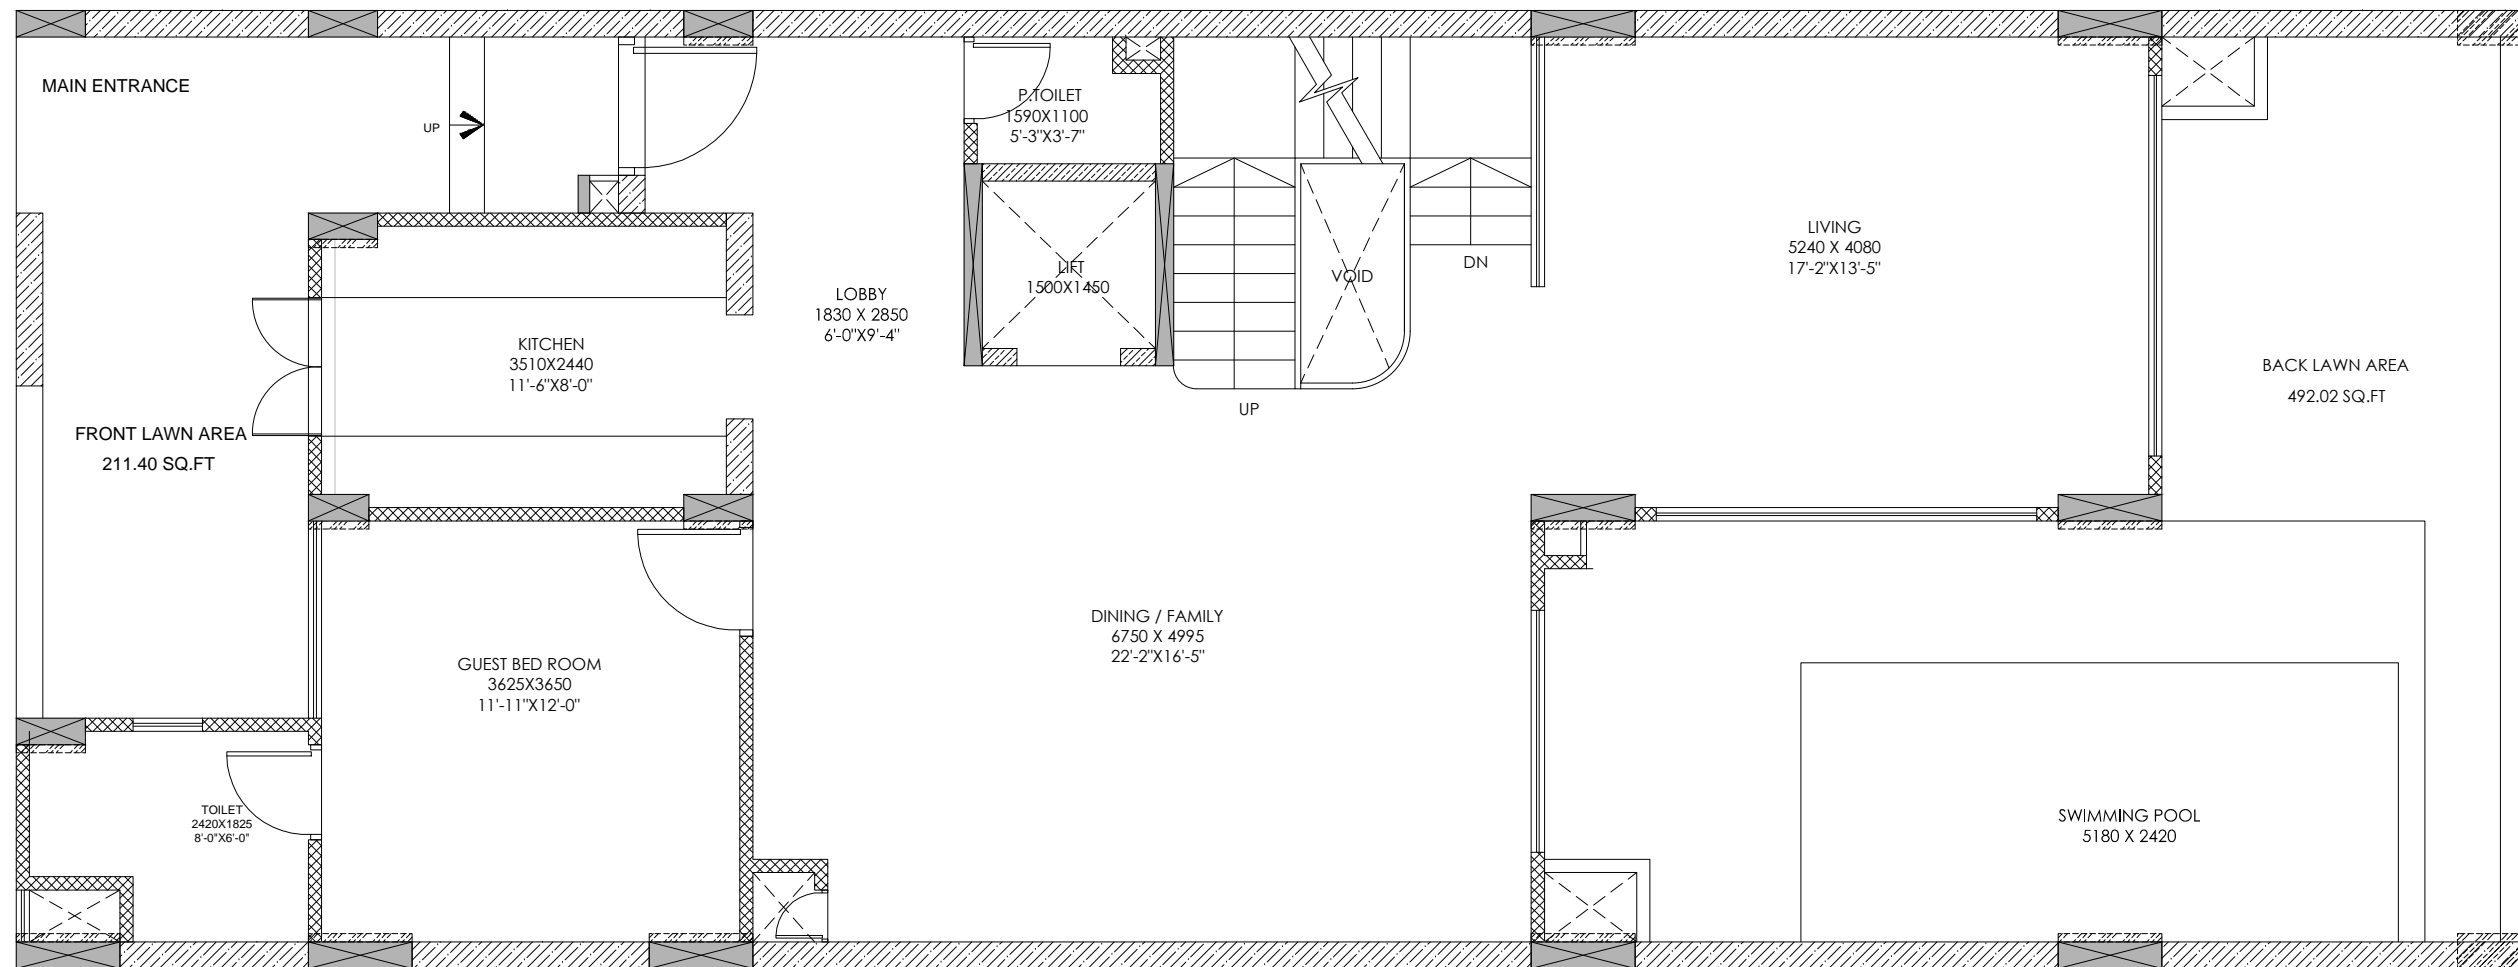 MAIN ENTRANCE
UP
P.TOILET
1590X1100
5'-3"X3'-7"
LIFT
1500X1450
VOID
DN
UP
LIVING
5240 X 4080
17'-2"X13'-5"
LOBBY
1830 X 2850
6'-0"X9'-4"
KITCHEN
3510X2440
11'-6"X8'-0"
BACK LAWN AREA
492.02 SQ.FT
FRONT LAWN AREA
211.40 SQ.FT
DINING / FAMILY
6750 X 4995
22'-2"X16'-5"
GUEST BED ROOM
3625X3650
11'-11"X12'-0"
TOILET
2420X1825
8'-0"X6'-0"
SWIMMING POOL
5180 X 2420